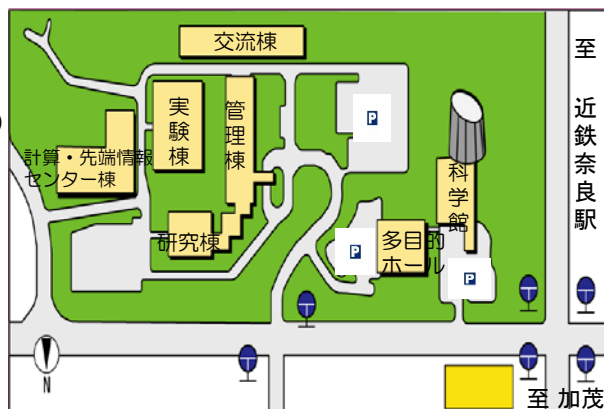 交流棟
至 近鉄奈良駅
P
実験棟
管理棟
計算・先端情報
センター棟
科学館
研究棟
多目的
ホール
P
P
N
至 加茂